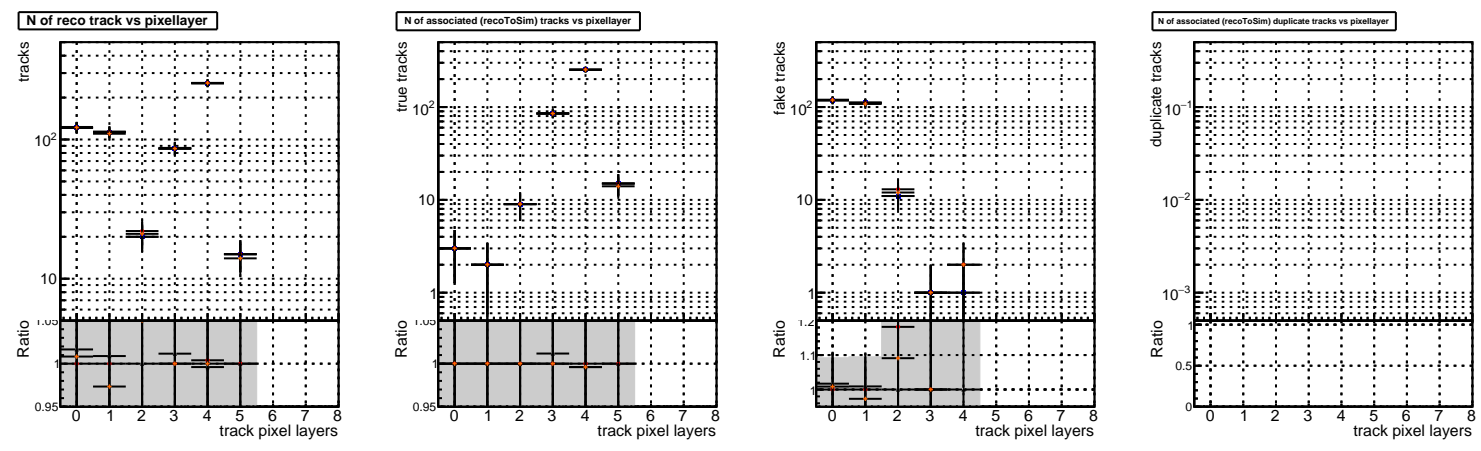 N of reco track vs pixellayer
tracks
10²
10
1.05
Ratio
1
0.95
0 1 2 3 4 5 6 7 8
track pixel layers
N of associated (recoToSim) tracks vs pixellayer
true tracks
10²
10
1
1.05
Ratio
1
0.95
0 1 2 3 4 5 6 7 8
track pixel layers
fake tracks
10²
10
1
1.2
Ratio
1.1
1
0 1 2 3 4 5 6 7 8
track pixel layers
N of associated (recoToSim) duplicate tracks vs pixellayer
duplicate tracks
10⁻¹
10⁻²
10⁻³
Ratio
1
0.5
0
0 1 2 3 4 5 6 7 8
track pixel layers